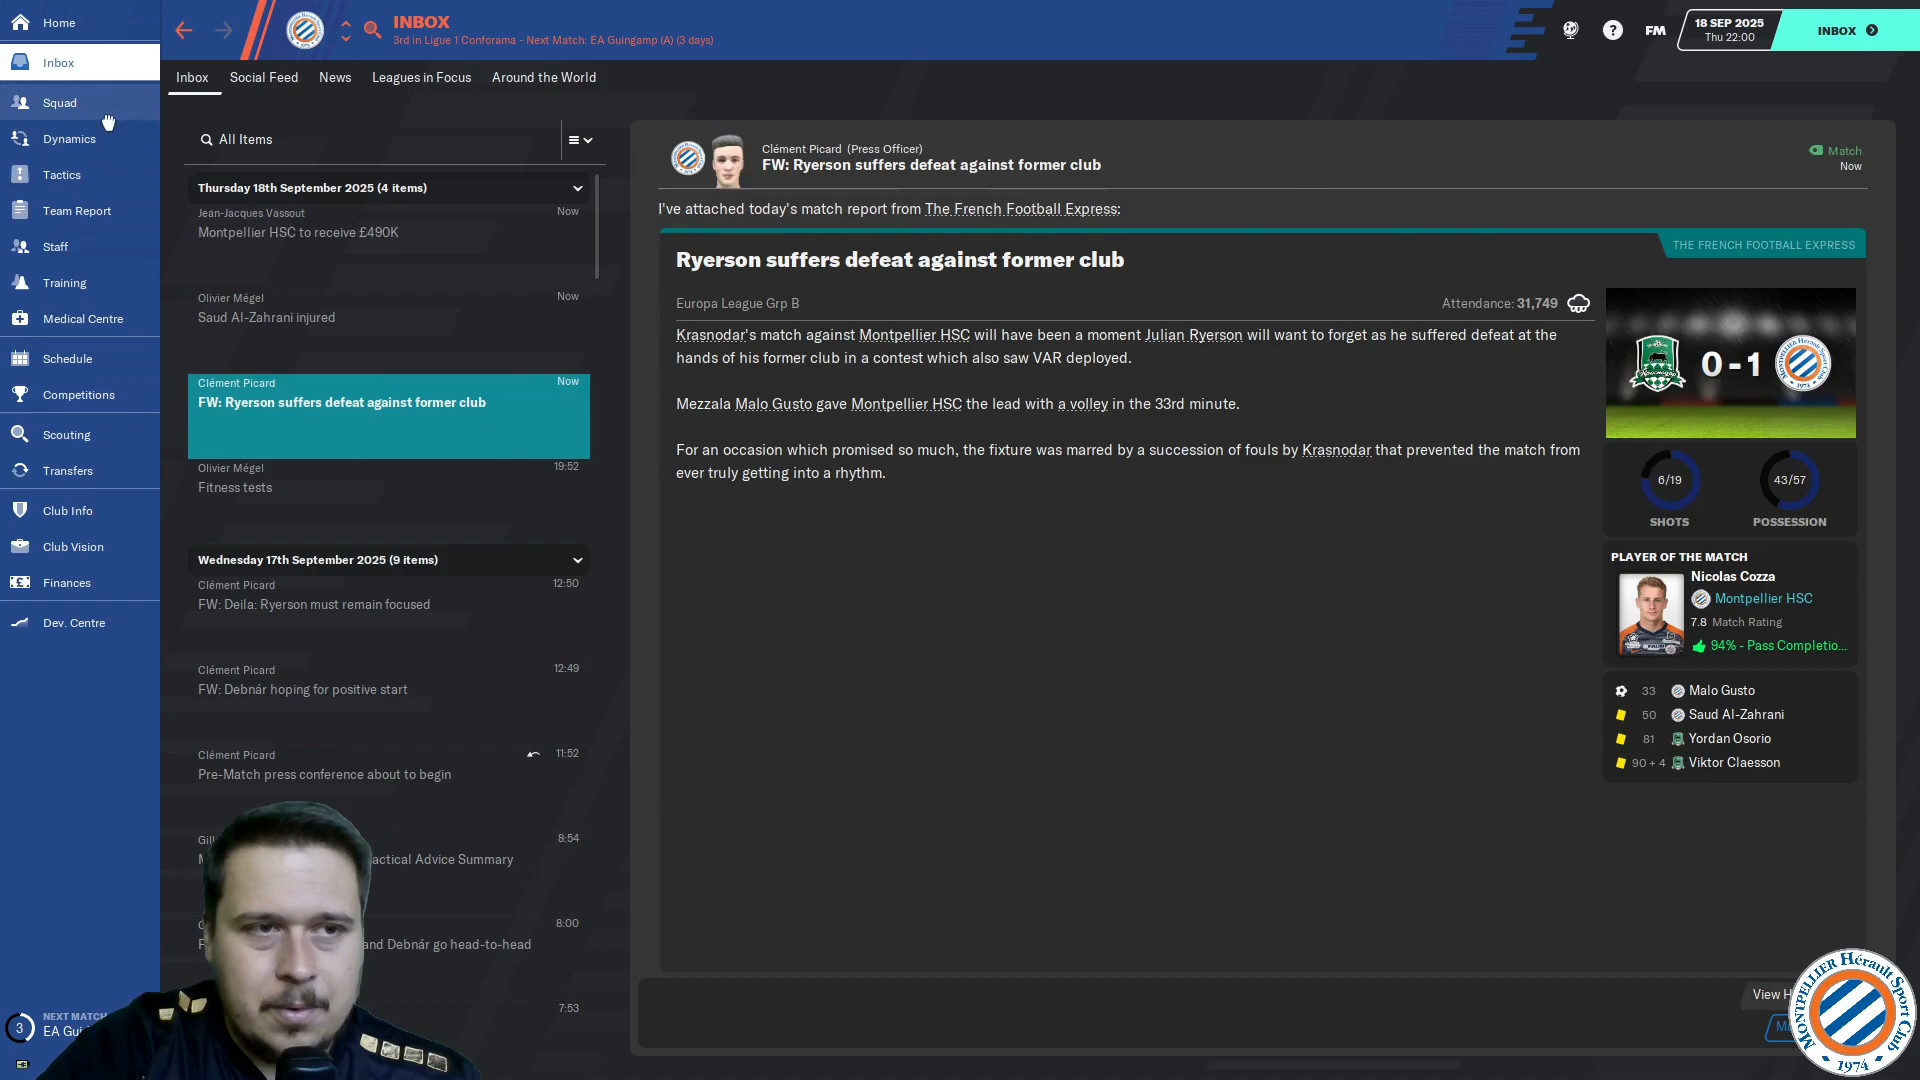 Home
Inbox
Squad
Dynamics
Tactics
Team Report
Staff
Training
Medical Centre
Schedule
Competitions
Scouting
Transfers
Club Info
Club Vision
Finances
Dev. Centre
NEXT MATCH
3
EA Gui
INBOX
3rd in Ligue 1 Conforama - Next Match: EA Guingamp (A) (3 days)
?
FM
18 SEP 2025
Thu 22:00
INBOX
Inbox
Social Feed
News
Leagues in Focus
Around the World
All Items
Thursday 18th September 2025 (4 items)
Jean-Jacques Vassout
Now
Montpellier HSC to receive £490K
Olivier Mégel
Now
Saud Al-Zahrani injured
Clément Picard
Now
FW: Ryerson suffers defeat against former club
Olivier Mégel
19:52
Fitness tests
Wednesday 17th September 2025 (9 items)
Clément Picard
12:50
FW: Deila: Ryerson must remain focused
Clément Picard
12:49
FW: Debnár hoping for positive start
Clément Picard
11:52
Pre-Match press conference about to begin
Gill
8:54
actical Advice Summary
8:00
and Debnár go head-to-head
7:53
Clément Picard (Press Officer)
FW: Ryerson suffers defeat against former club
Match
Now
I've attached today's match report from The French Football Express:
THE FRENCH FOOTBALL EXPRESS
Ryerson suffers defeat against former club
Europa League Grp B
Attendance: 31,749
Krasnodar's match against Montpellier HSC will have been a moment Julian Ryerson will want to forget as he suffered defeat at the
hands of his former club in a contest which also saw VAR deployed.
Mezzala Malo Gusto gave Montpellier HSC the lead with a volley in the 33rd minute.
For an occasion which promised so much, the fixture was marred by a succession of fouls by Krasnodar that prevented the match from
ever truly getting into a rhythm.
0 - 1
6/19
SHOTS
43/57
POSSESSION
PLAYER OF THE MATCH
Nicolas Cozza
Montpellier HSC
7.8 Match Rating
94% - Pass Completio...
33 Malo Gusto
50 Saud Al-Zahrani
81 Yordan Osorio
90 + 4 Viktor Claesson
View H
MONTPELLIER Hérault Sport Club
1974